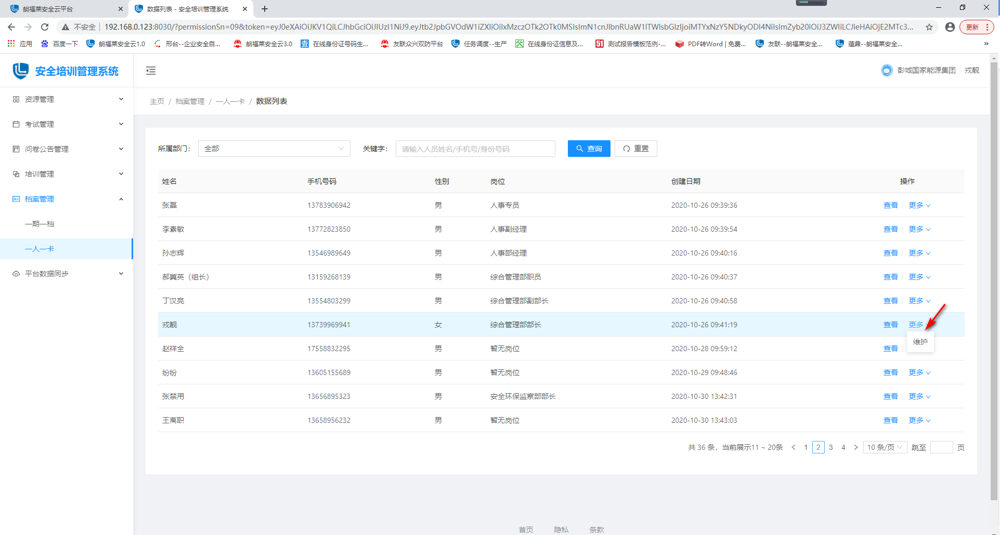 朗福莱安全云平台
数据列表 - 安全培训管理系统
不安全 192.168.0.123:8030/?permissionSn=09&token=
更新
应用 百度一下 朗福莱安全云1.0 邢台--企业安全自... 朗福莱安全云3.0 在线身份证号码生... 友联众兴双防平台 任务调度--生产 在线身份证信息及... 测试报告模板范例-... PDF转Word | 免费... 友联--朗福莱安全... 蕴鼎--朗福莱安全... »
安全培训管理系统
彭城国家能源集团 戎靓
资源管理
考试管理
问卷公告管理
培训管理
档案管理
一期一档
一人一卡
平台数据同步
主页 / 档案管理 / 一人一卡 / 数据列表
所属部门： 全部 关键字： 请输入人员姓名/手机号/身份号码 查询 重置
姓名 手机号码 性别 岗位 创建日期 操作
张磊 13783906942 男 人事专员 2020-10-26 09:39:36 查看 更多
李素敏 13772823850 男 人事副经理 2020-10-26 09:39:54 查看 更多
孙志辉 13546989649 男 人事部经理 2020-10-26 09:40:16 查看 更多
郝冀英（组长） 13159268139 男 综合管理部职员 2020-10-26 09:40:37 查看 更多
丁汉亮 13554803299 男 综合管理部副部长 2020-10-26 09:40:58 查看 更多
戎靓 13739969941 女 综合管理部部长 2020-10-26 09:41:19 查看 更多
维护
赵祥全 17558832295 男 暂无岗位 2020-10-28 09:59:12 查看
纷纷 13605155689 男 暂无岗位 2020-10-29 09:48:46 查看 更多
张禁用 13656895323 男 安全环保监察部部长 2020-10-30 13:42:31 查看 更多
王离职 13658956232 男 暂无岗位 2020-10-30 13:43:03 查看 更多
共 36 条，当前展示11 ~ 20条 < 1 2 3 4 > 10 条/页 跳至 页
首页 隐私 条款